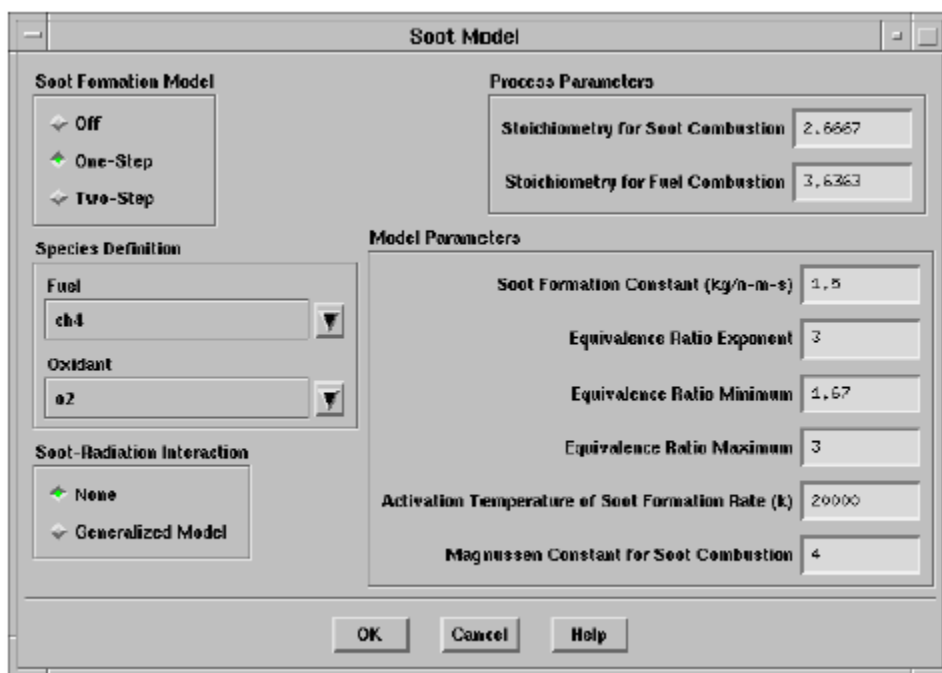 Soot Model
Soot Formation Model
Off
One-Step
Two-Step
Process Parameters
Stoichiometry for Soot Combustion 2.6667
Stoichiometry for Fuel Combustion 3.6363
Species Definition
Fuel
ch4
Oxidant
o2
Soot-Radiation Interaction
None
Generalized Model
Model Parameters
Soot Formation Constant (kg/n-m-s) 1.5
Equivalence Ratio Exponent 3
Equivalence Ratio Minimum 1.67
Equivalence Ratio Maximum 3
Activation Temperature of Soot Formation Rate (k) 20000
Magnussen Constant for Soot Combustion 4
OK Cancel Help